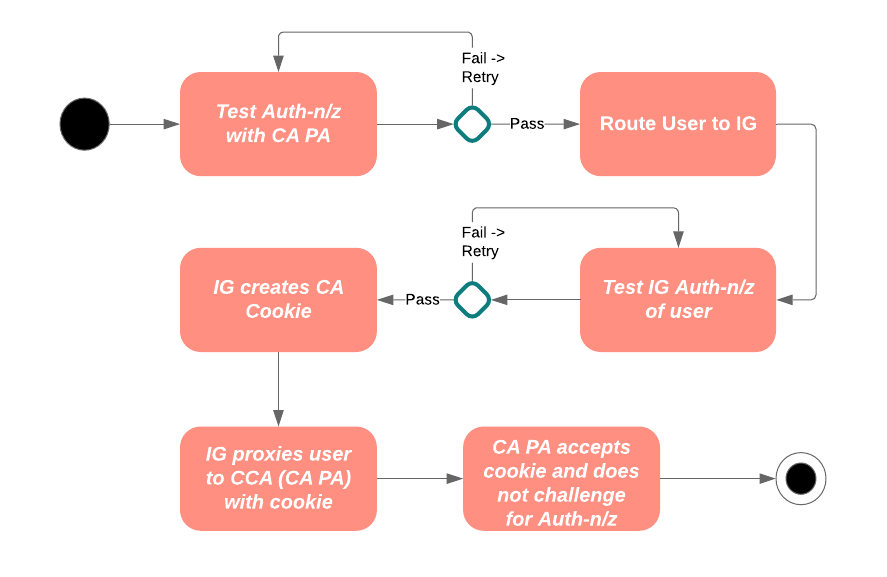 Fail ->
Retry
Test Auth-n/z
with CA PA
Pass
Route User to IG
Fail ->
Retry
IG creates CA
Cookie
Pass
Test IG Auth-n/z
of user
IG proxies user
to CCA (CA PA)
with cookie
CA PA accepts
cookie and does
not challenge
for Auth-n/z